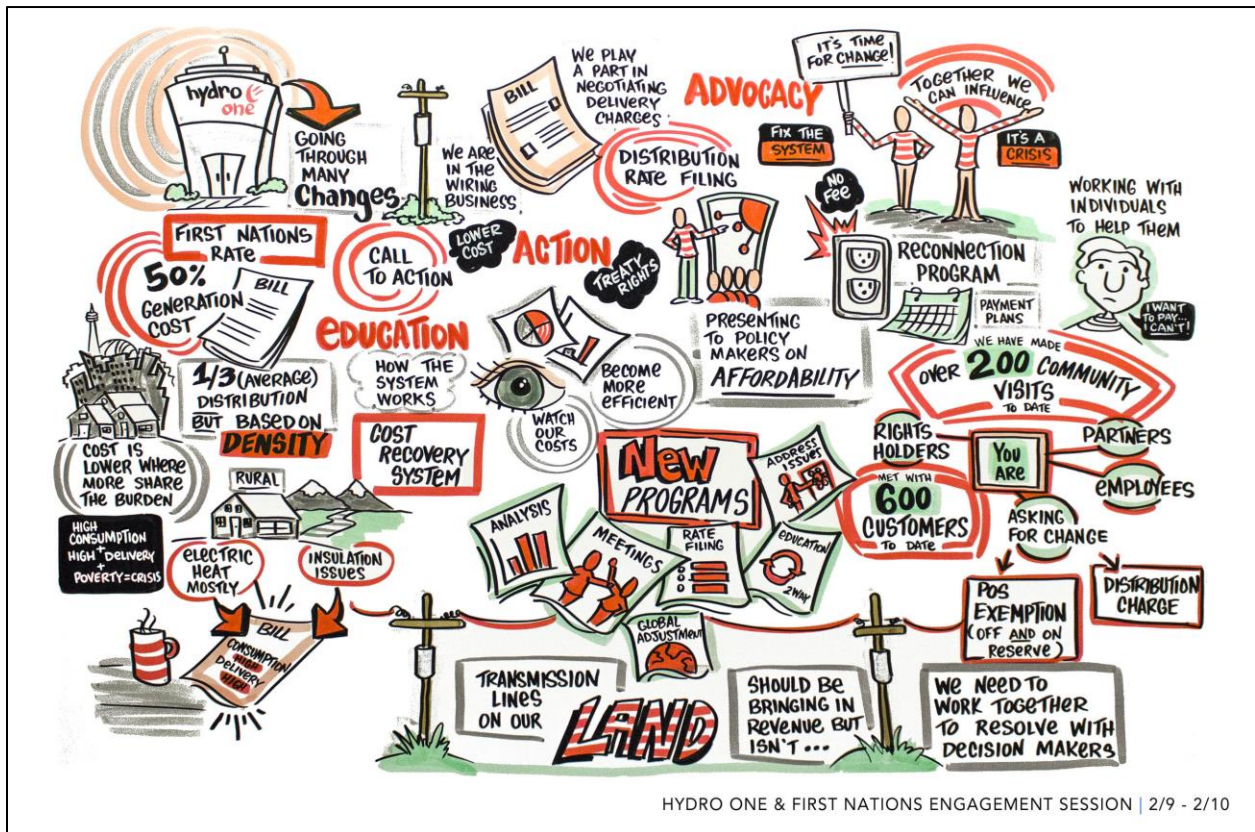 hydro
one
GOING
THROUGH
MANY
Changes
WE ARE
IN THE
WIRING
BUSINESS
BILL
WE PLAY
A PART IN
NEGOTIATING
DELIVERY
CHARGES
DISTRIBUTION
RATE FILING
ADVOCACY
FIX THE
SYSTEM
IT'S TIME
FOR CHANGE!
TOGETHER WE
CAN INFLUENCE
IT'S A
CRISIS
FIRST NATIONS
RATE
50%
GENERATION
COST
BILL
CALL
TO ACTION
LOWER
COST
ACTION
TREATY
RIGHTS
NO
FEE
RECONNECTION
PROGRAM
PAYMENT
PLANS
WORKING WITH
INDIVIDUALS
TO HELP THEM
I WANT
TO PAY...
I CAN'T!
EDUCATION
HOW THE
SYSTEM
WORKS
1/3 (AVERAGE)
DISTRIBUTION
BUT BASED ON
DENSITY
COST IS
LOWER WHERE
MORE SHARE
THE BURDEN
COST
RECOVERY
SYSTEM
WATCH
OUR
COSTS
BECOME
MORE
EFFICIENT
PRESENTING
TO POLICY
MAKERS ON
AFFORDABILITY
WE HAVE MADE
OVER 200 COMMUNITY
VISITS
TO DATE
RIGHTS
HOLDERS
YOU
ARE
PARTNERS
EMPLOYEES
ASKING
FOR CHANGE
MET WITH
600
CUSTOMERS
TO DATE
NEW
PROGRAMS
ADDRESS
ISSUES
ANALYSIS
MEETINGS
RATE
FILING
EDUCATION
2WAY
GLOBAL
ADJUSTMENT
RURAL
HIGH
CONSUMPTION
+
HIGH DELIVERY
+
POVERTY=CRISIS
ELECTRIC
HEAT
MOSTLY
INSULATION
ISSUES
BILL
CONSUMPTION
HIGH
DELIVERY
HIGH
POS
EXEMPTION
(OFF AND ON
RESERVE)
DISTRIBUTION
CHARGE
TRANSMISSION
LINES
ON OUR
LAND
SHOULD BE
BRINGING IN
REVENUE BUT
ISN'T...
WE NEED TO
WORK TOGETHER
TO RESOLVE WITH
DECISION MAKERS
HYDRO ONE & FIRST NATIONS ENGAGEMENT SESSION | 2/9 - 2/10